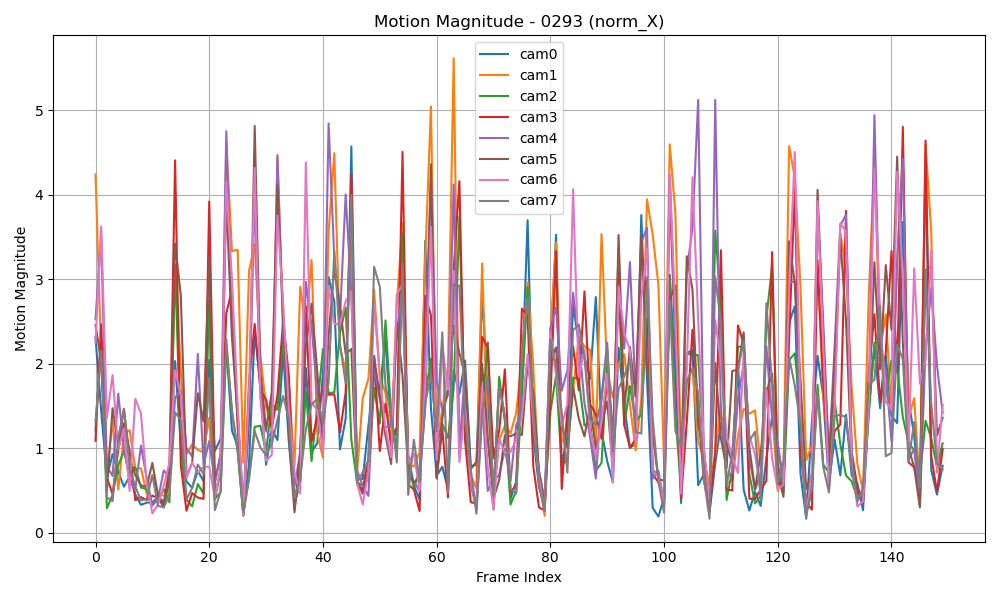 Motion Magnitude - 0293 (norm_X)
cam0
cam1
cam2
cam3
cam4
cam5
cam6
cam7
Motion Magnitude
5
4
3
2
1
0
0 20 40 60 80 100 120 140
Frame Index